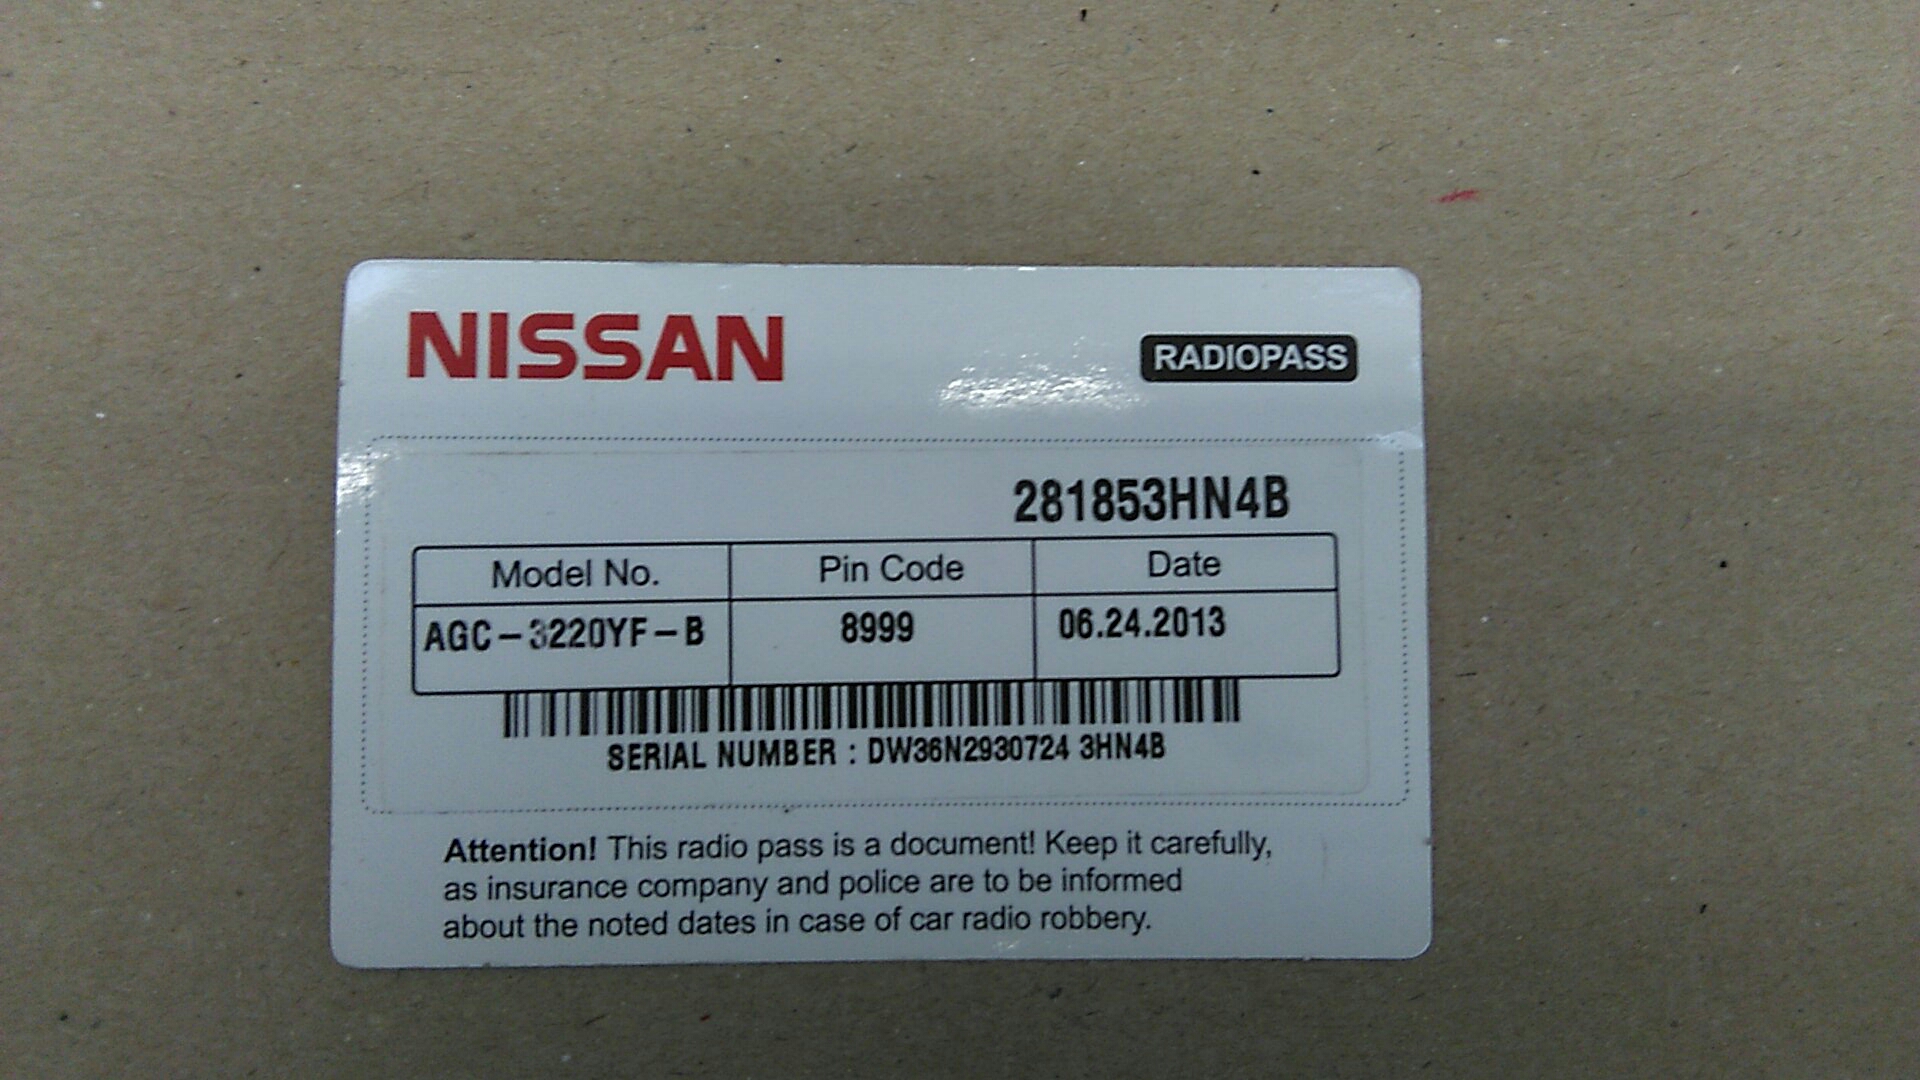 NISSAN
RADIOPASS
281853HN4B
Model No. Pin Code Date
AGC-3220YF-B 8999 06.24.2013
SERIAL NUMBER : DW36N2930724 3HN4B
Attention! This radio pass is a document! Keep it carefully,
as insurance company and police are to be informed
about the noted dates in case of car radio robbery.